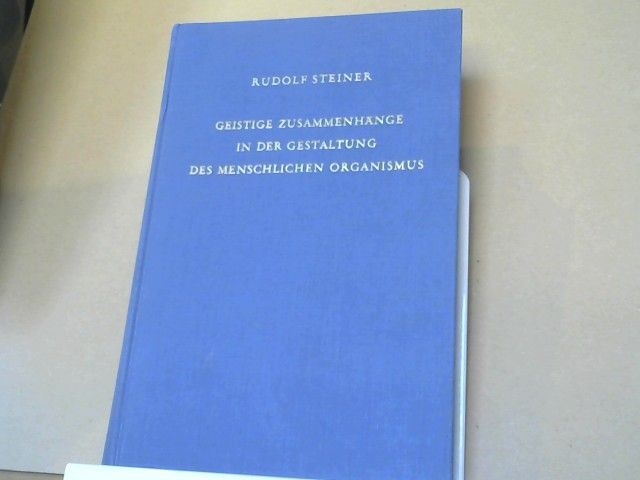 RUDOLF STEINER
GEISTIGE ZUSAMMENHÄNGE
IN DER GESTALTUNG
DES MENSCHLICHEN ORGANISMUS